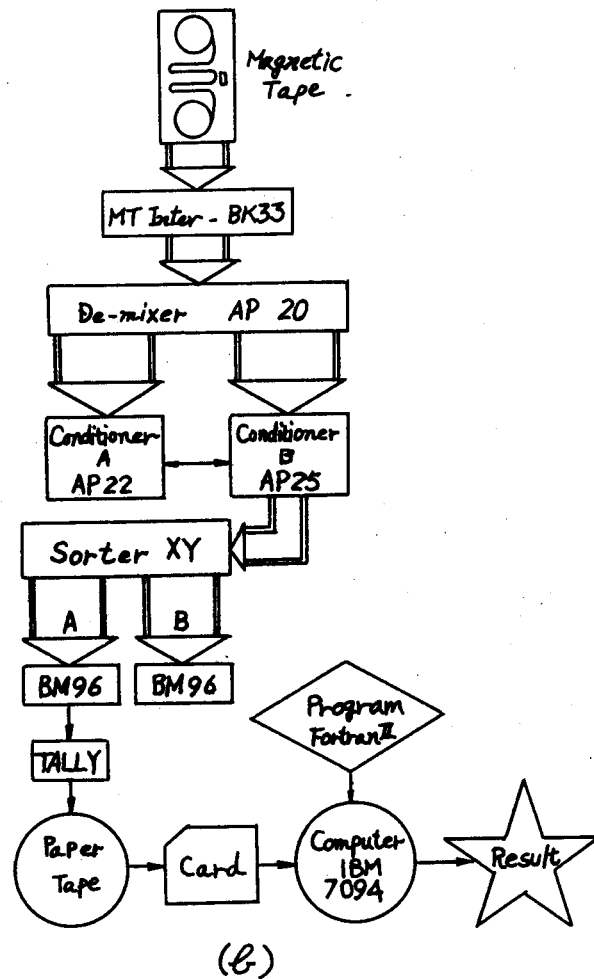 Magnetic
Tape
MT Inter - BK33
De-mixer AP 20
Conditioner
A
AP22
Conditioner
B
AP25
Sorter XY
A
B
BM96
BM96
Program
Fortran II
TALLY
Paper
Tape
Card
Computer
IBM
7094
Result
(b)